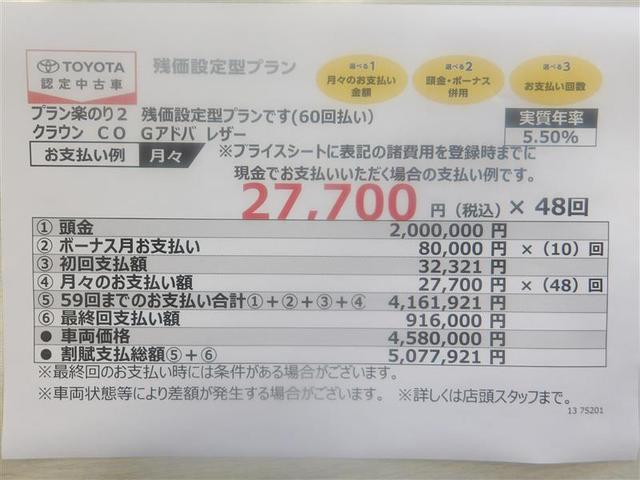 TOYOTA
認定中古車
残価設定型プラン
選べる1
月々のお支払い
金額
選べる2
頭金・ボーナス
併用
選べる3
お支払い回数
プラン楽のり2 残価設定型プランです(60回払い)
クラウン CO Gアドバ レザー
実質年率
5.50%
お支払い例 月々
※プライスシートに表記の諸費用を登録時までに
現金でお支払いいただく場合の支払い例です。
27,700 円（税込）× 48回
① 頭金 2,000,000 円
② ボーナス月お支払い 80,000 円 ×（10）回
③ 初回支払額 32,321 円
④ 月々のお支払い額 27,700 円 ×（48）回
⑤ 59回までのお支払い合計①＋②＋③＋④ 4,161,921 円
⑥ 最終回支払い額 916,000 円
● 車両価格 4,580,000 円
● 割賦支払総額⑤＋⑥ 5,077,921 円
※最終回のお支払い時には条件がある場合がございます。
※車両状態等により差額が発生する場合がございます。 ※詳しくは店頭スタッフまで。
13 7S201